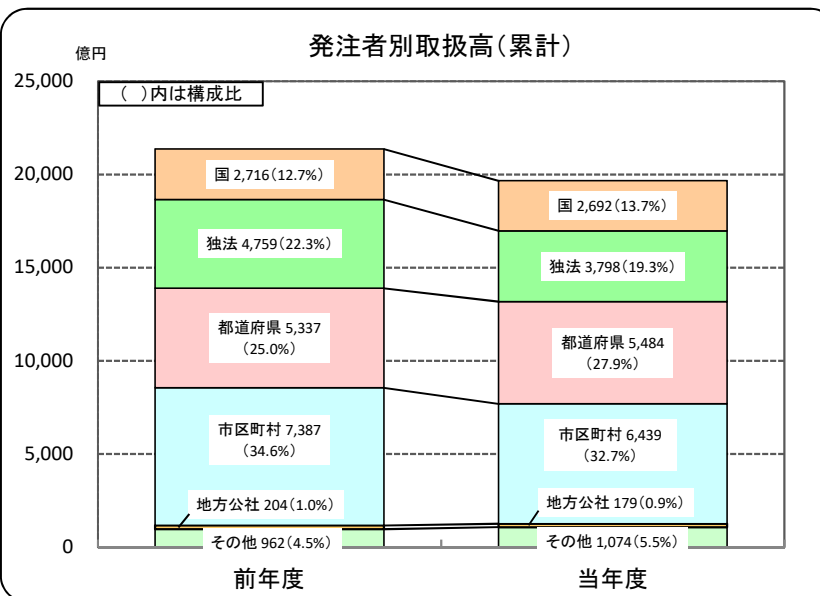 発注者別取扱高(累計)
億円
( )内は構成比
25,000
20,000
15,000
10,000
5,000
0
国 2,716(12.7%)
独法 4,759(22.3%)
都道府県 5,337
(25.0%)
市区町村 7,387
(34.6%)
地方公社 204(1.0%)
その他 962(4.5%)
国 2,692(13.7%)
独法 3,798(19.3%)
都道府県 5,484
(27.9%)
市区町村 6,439
(32.7%)
地方公社 179(0.9%)
その他 1,074(5.5%)
前年度
当年度